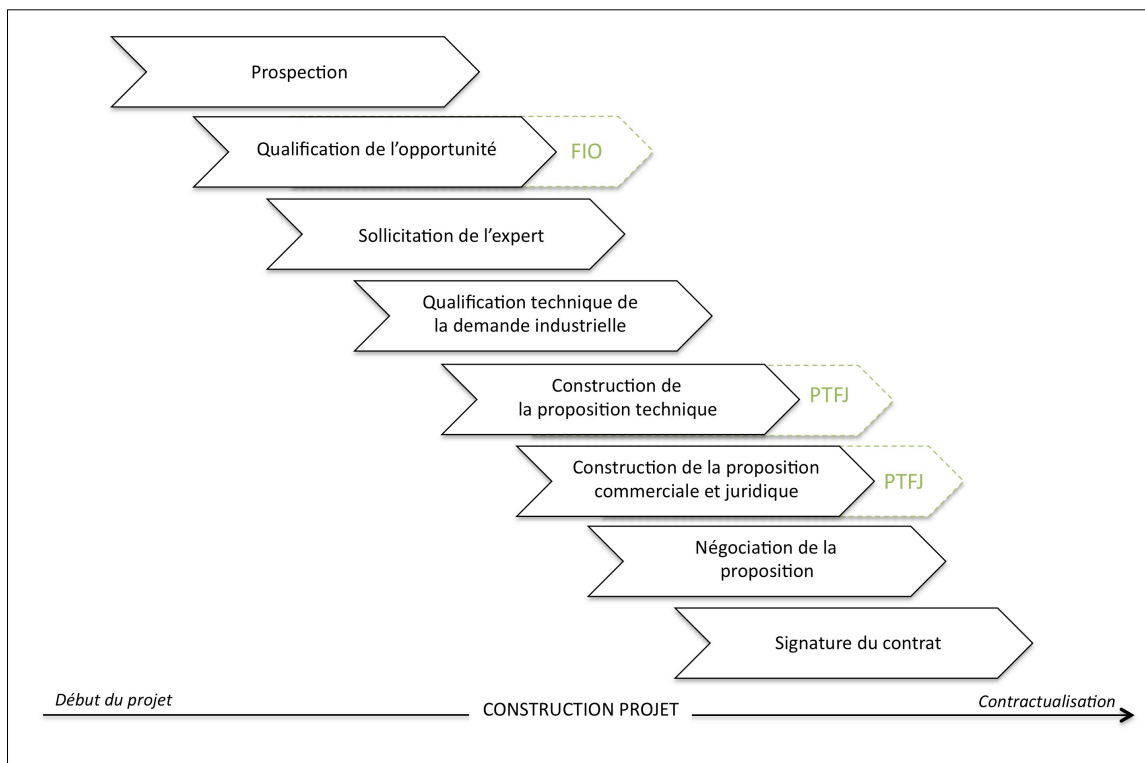 Prospection
Qualification de l'opportunité
FIO
Sollicitation de l'expert
Qualification technique de
la demande industrielle
Construction de
la proposition technique
PTFJ
Construction de la proposition
commerciale et juridique
PTFJ
Négociation de la
proposition
Signature du contrat
Début du projet
CONSTRUCTION PROJET
Contractualisation